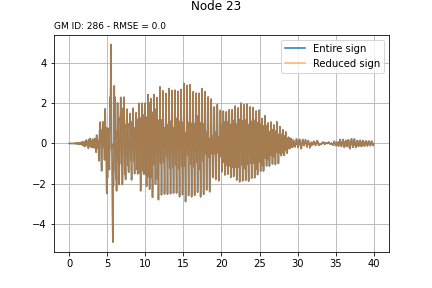 Node 23
GM ID: 286 - RMSE = 0.0
Entire sign
Reduced sign
4
2
0
−2
−4
0 5 10 15 20 25 30 35 40